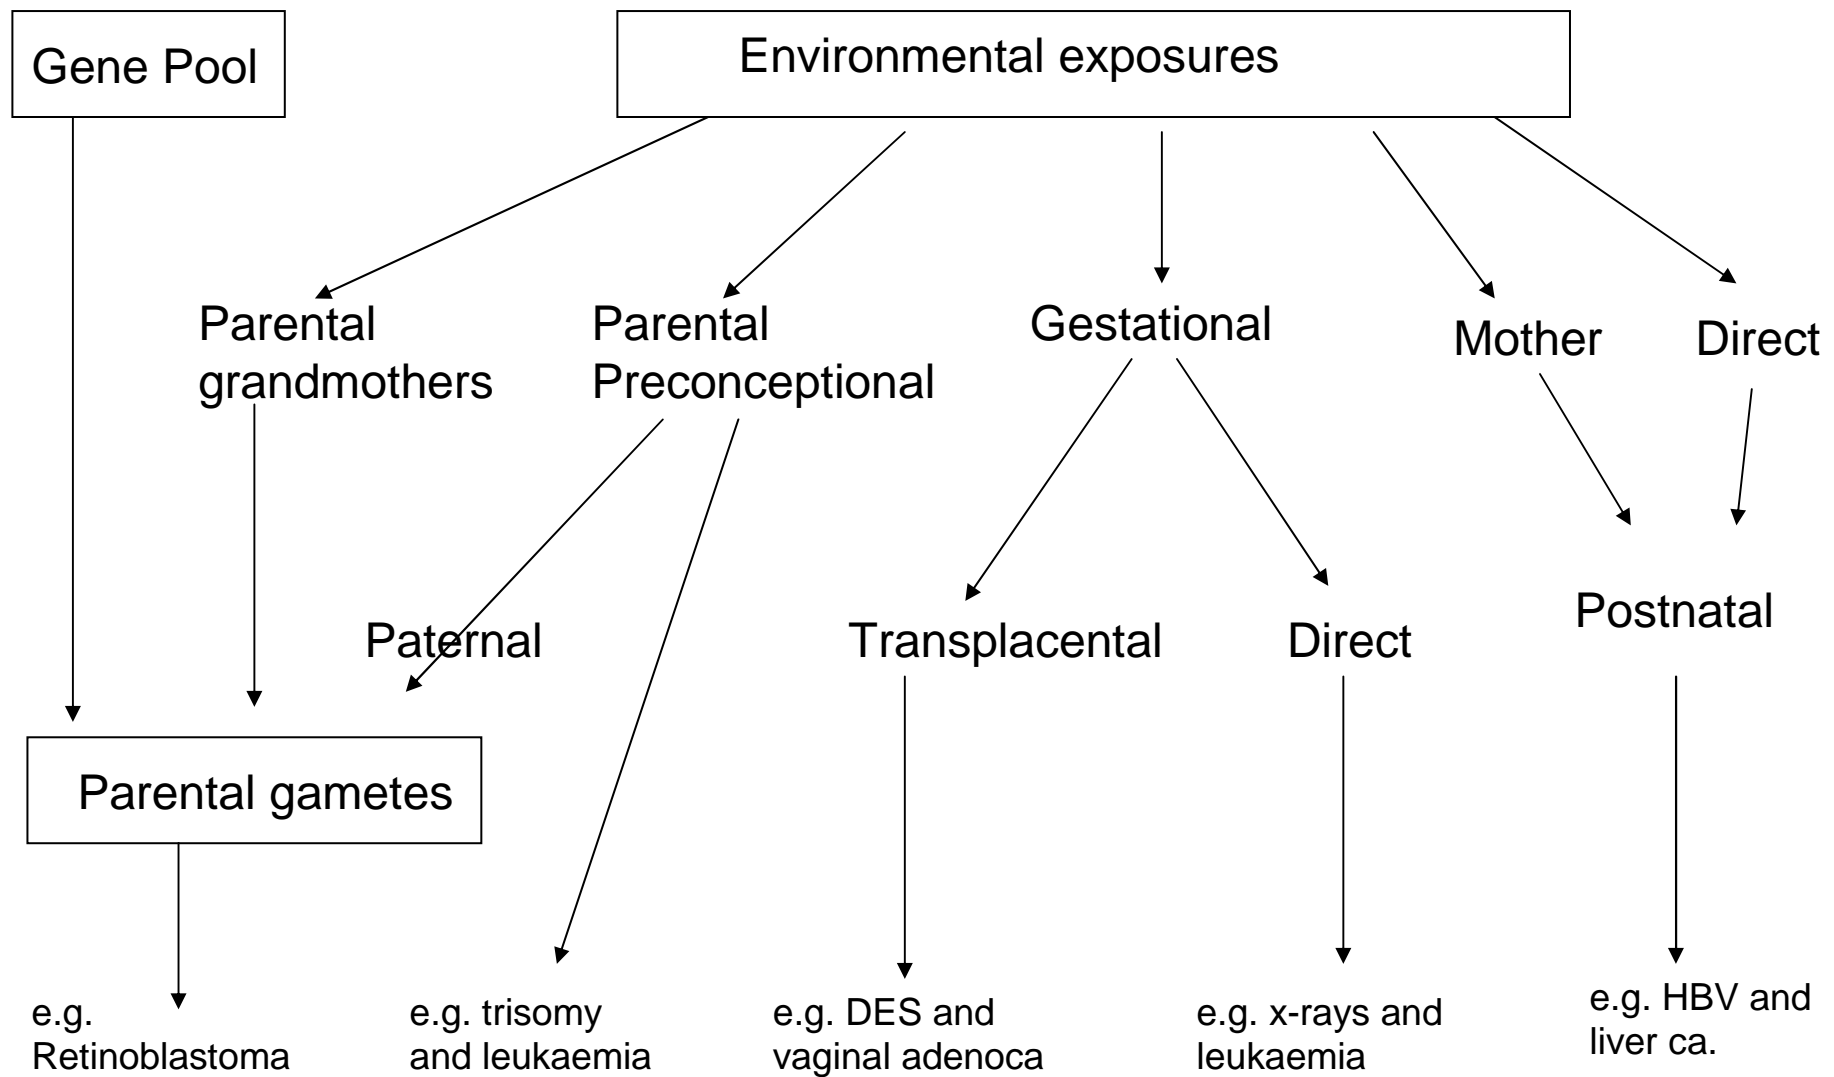 Gene Pool
Environmental exposures
Parental
grandmothers
Parental
Preconceptional
Gestational
Mother
Direct
Paternal
Transplacental
Direct
Postnatal
Parental gametes
e.g.
Retinoblastoma
e.g. trisomy
and leukaemia
e.g. DES and
vaginal adenoca
e.g. x-rays and
leukaemia
e.g. HBV and
liver ca.